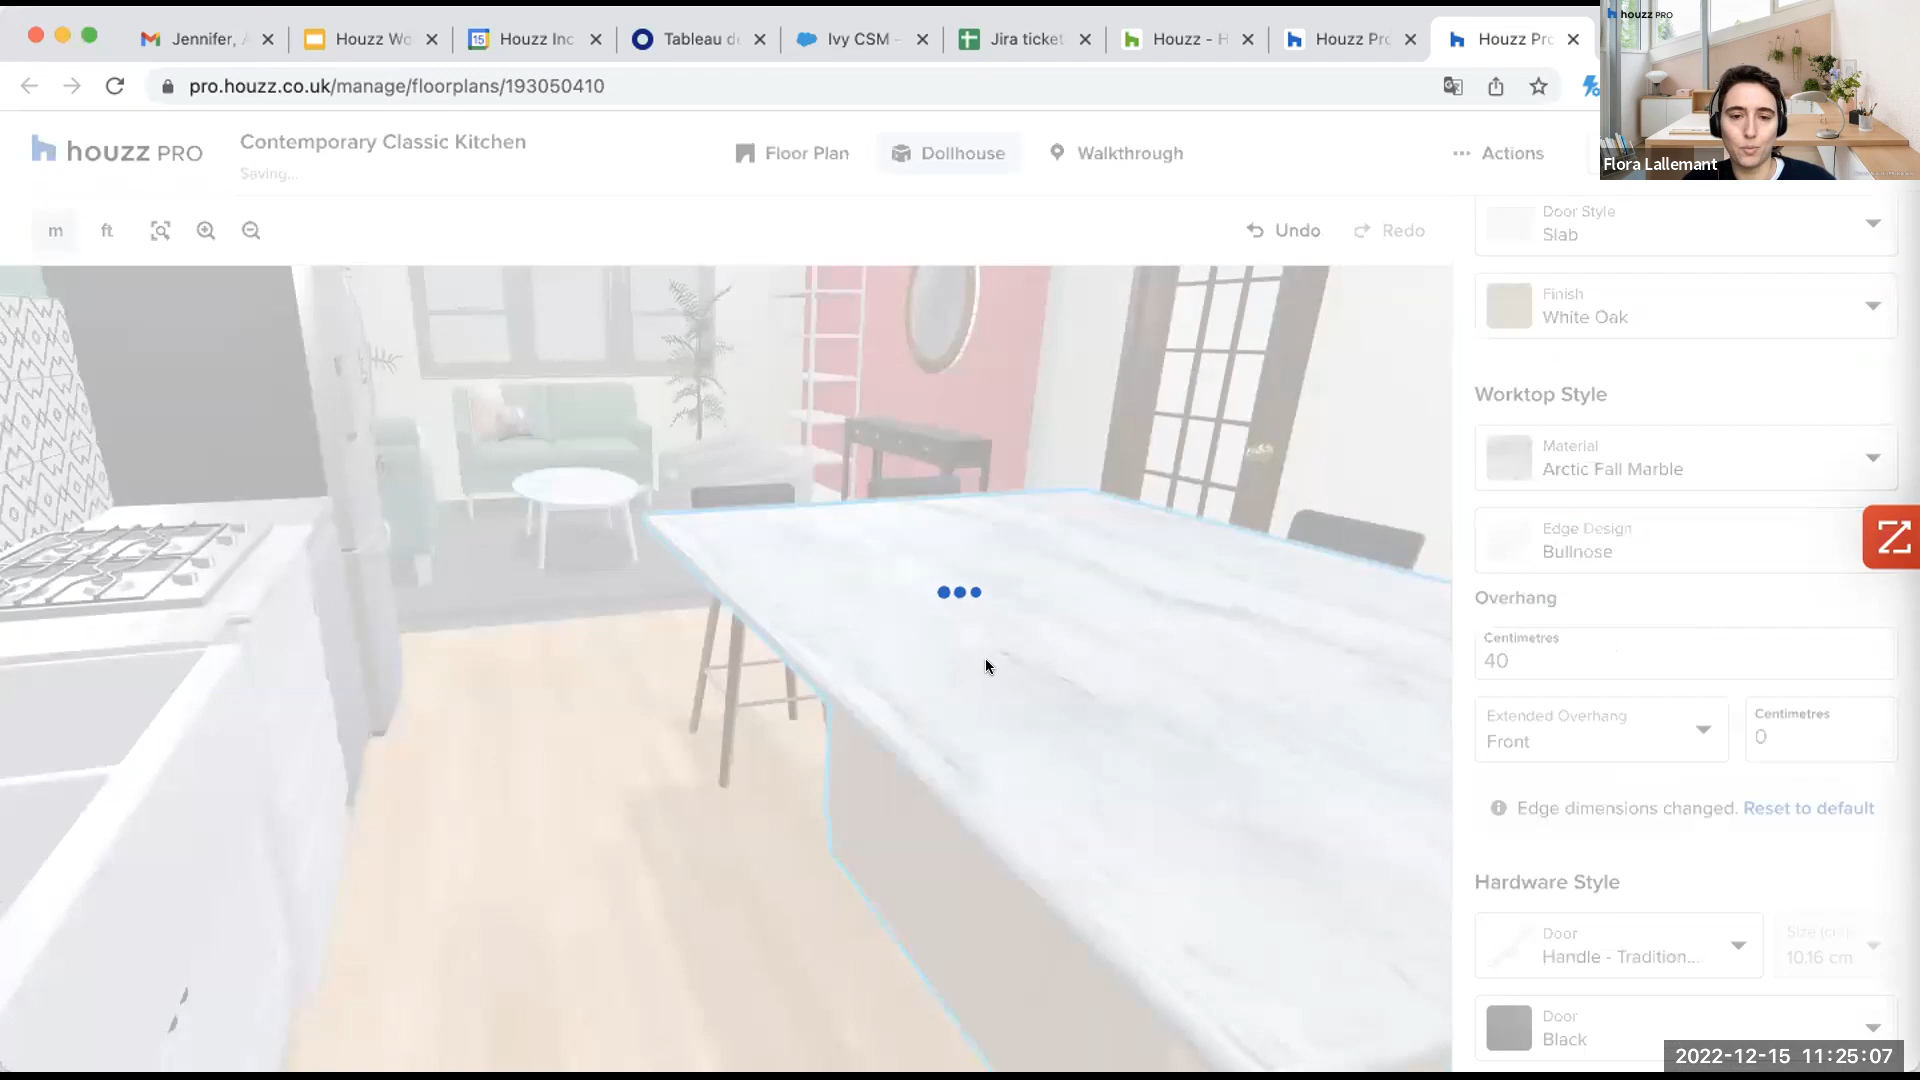 Jennifer, A
Houzz Wo
15
Houzz Inc
Tableau de
Ivy CSM -
Jira ticket
Houzz - H
Houzz Pro
Houzz Pro
houzz PRO
pro.houzz.co.uk/manage/floorplans/193050410
houzz PRO
Contemporary Classic Kitchen
Saving...
Floor Plan
Dollhouse
Walkthrough
Actions
Flora Lallemant
m
ft
Undo
Redo
Door Style
Slab
Finish
White Oak
Worktop Style
Material
Arctic Fall Marble
Edge Design
Bullnose
Overhang
Centimetres
40
Extended Overhang
Front
Centimetres
0
Edge dimensions changed. Reset to default
Hardware Style
Door
Handle - Tradition...
Size (cm)
10.16 cm
Door
Black
2022-12-15 11:25:07